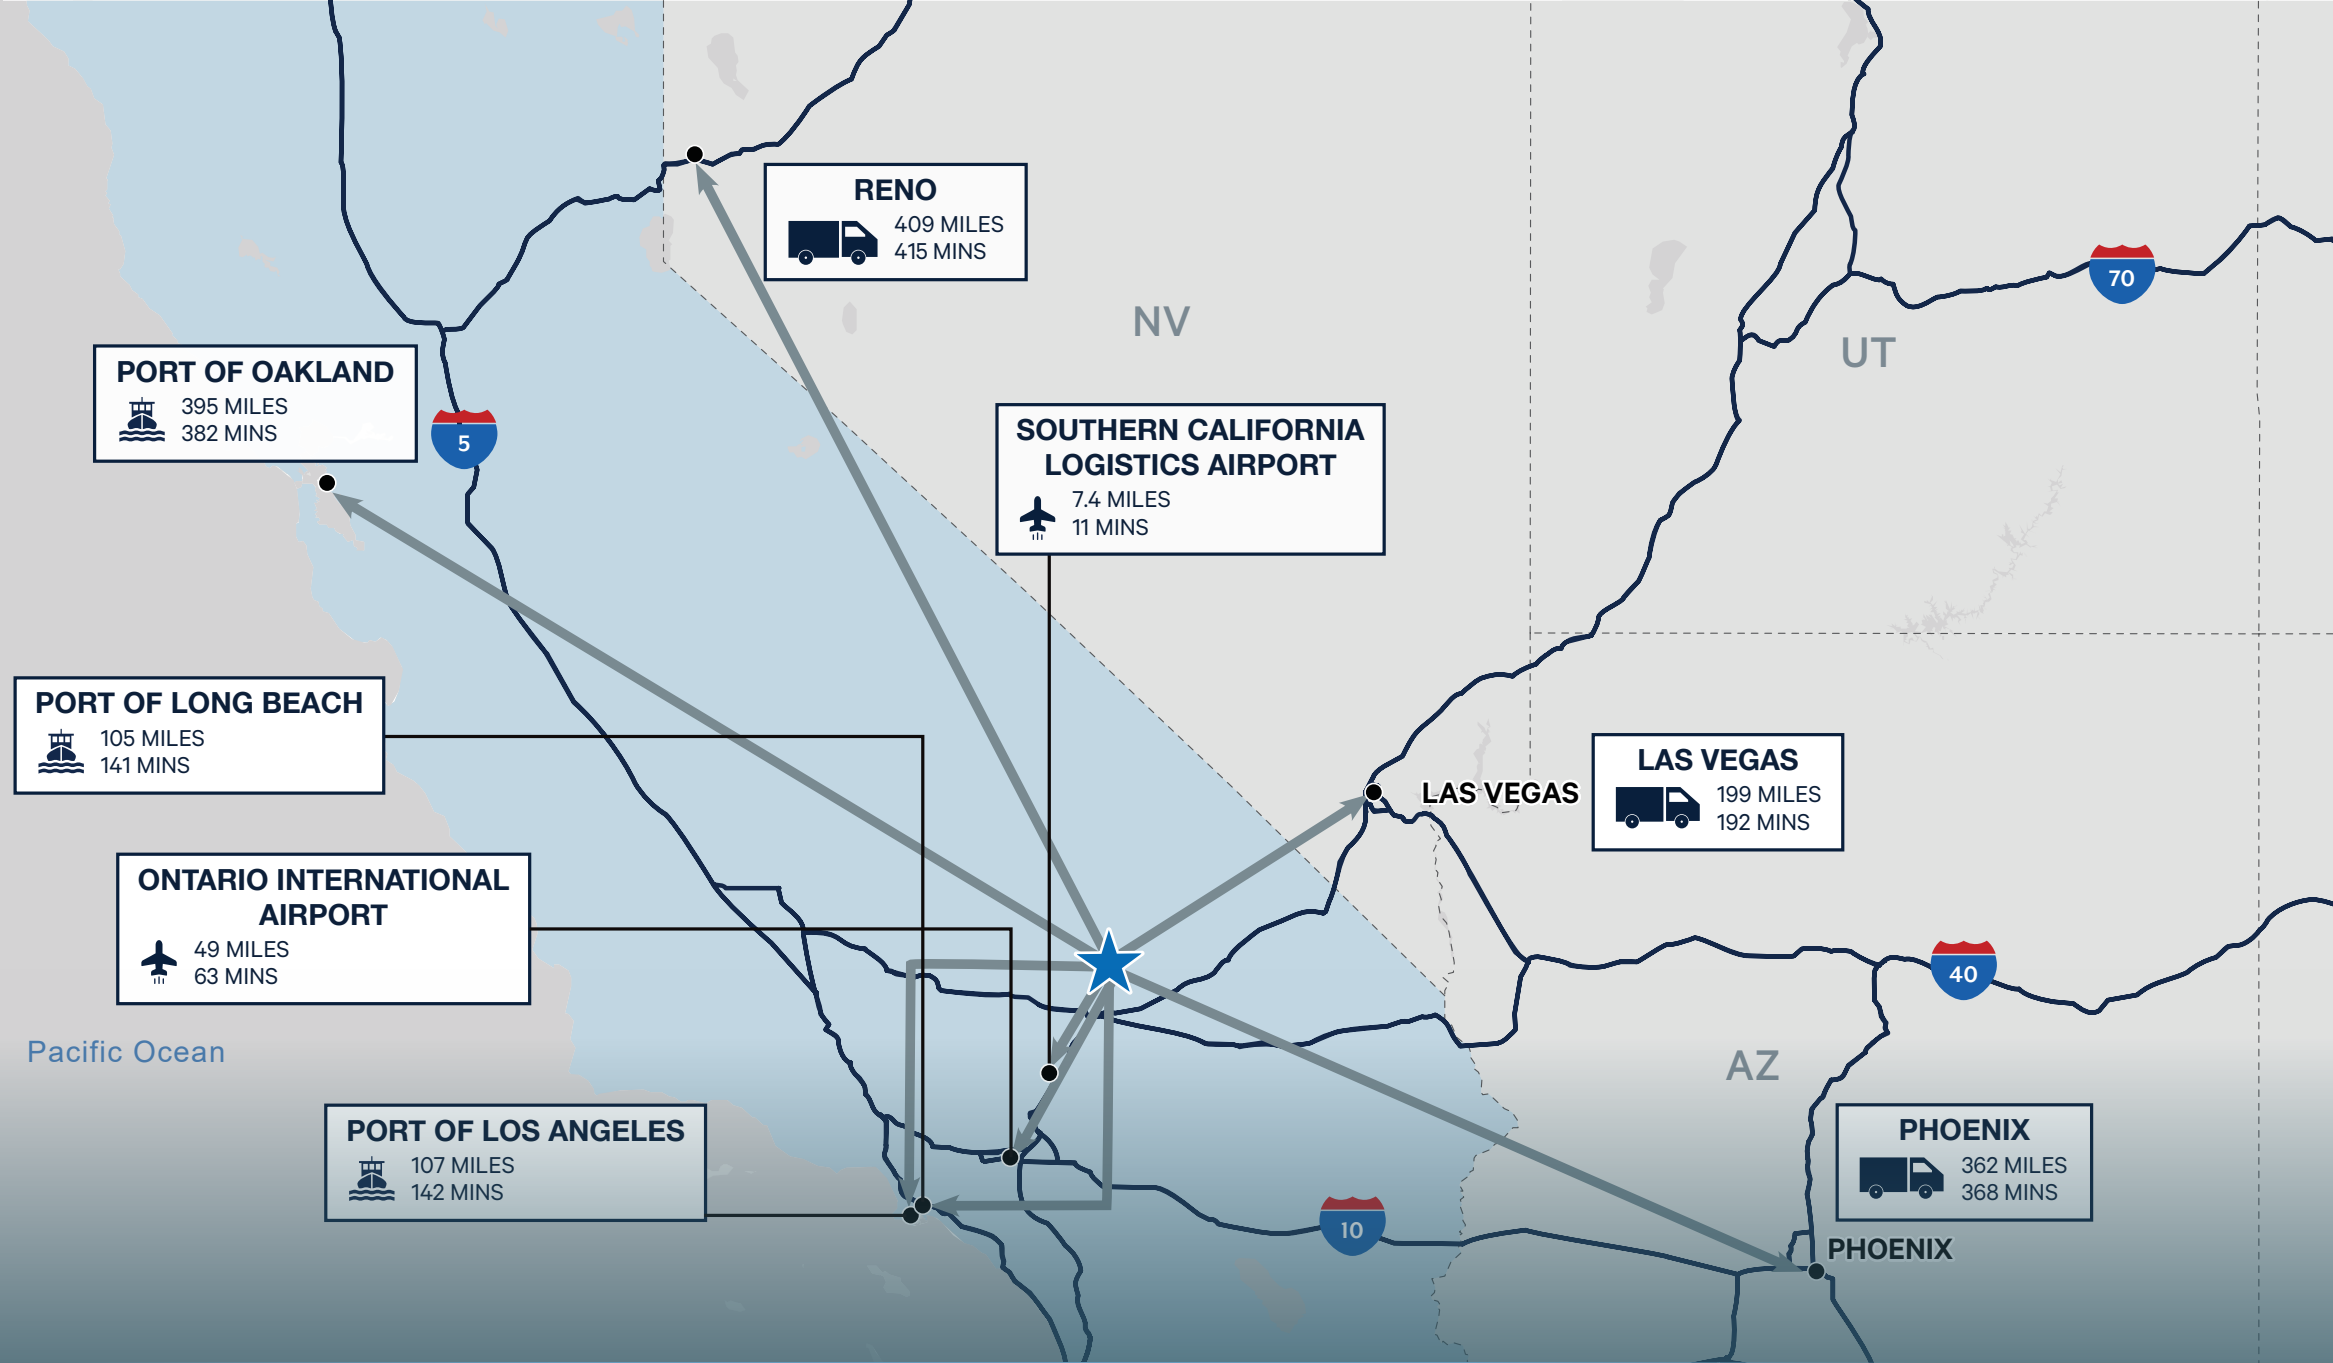 RENO
409 MILES
415 MINS
NV
70
UT
PORT OF OAKLAND
395 MILES
382 MINS
5
SOUTHERN CALIFORNIA
LOGISTICS AIRPORT
7.4 MILES
11 MINS
PORT OF LONG BEACH
105 MILES
141 MINS
LAS VEGAS
LAS VEGAS
199 MILES
192 MINS
ONTARIO INTERNATIONAL
AIRPORT
49 MILES
63 MINS
40
Pacific Ocean
AZ
PORT OF LOS ANGELES
107 MILES
142 MINS
PHOENIX
362 MILES
368 MINS
10
PHOENIX